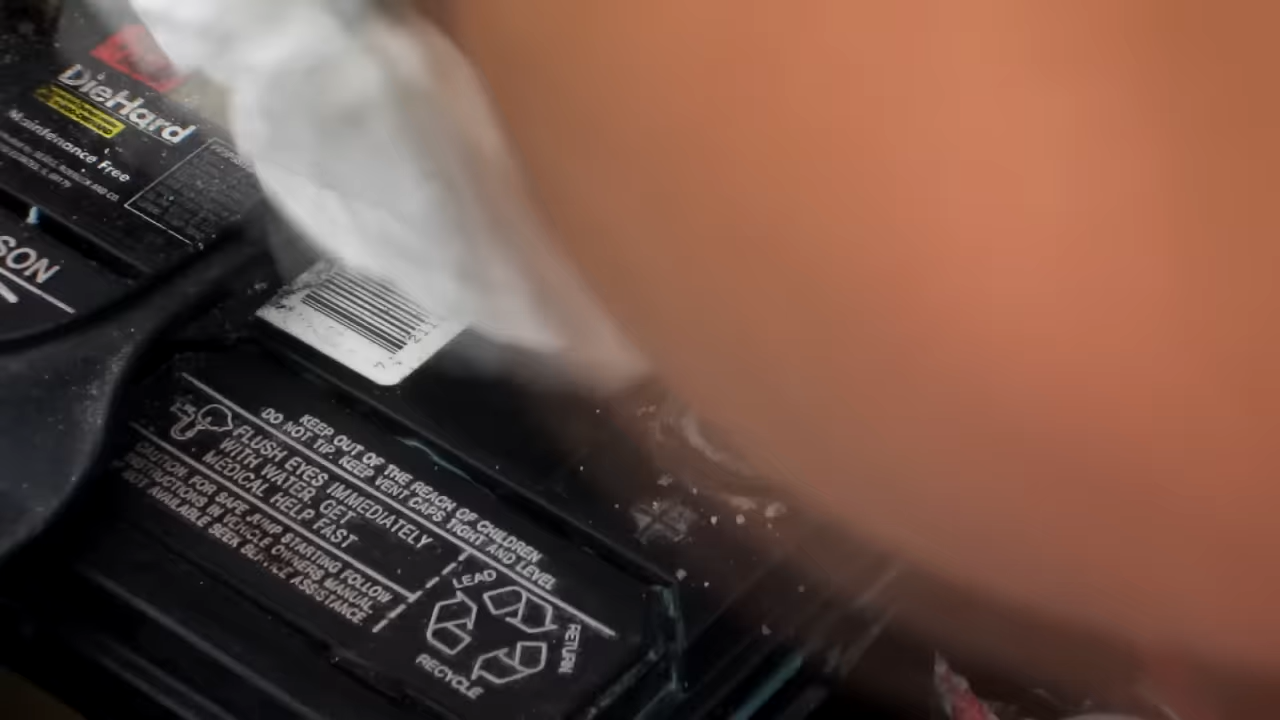 DieHard
Maintenance Free
SON
KEEP OUT OF THE REACH OF CHILDREN
DO NOT TIP. KEEP VENT CAPS TIGHT AND LEVEL
FLUSH EYES IMMEDIATELY
WITH WATER, GET
MEDICAL HELP FAST
CAUTION. FOR SAFE JUMP STARTING FOLLOW
INSTRUCTIONS IN VEHICLE OWNERS MANUAL.
NOT AVAILABLE SEEK SERVICE ASSISTANCE.
LEAD
RETURN
RECYCLE